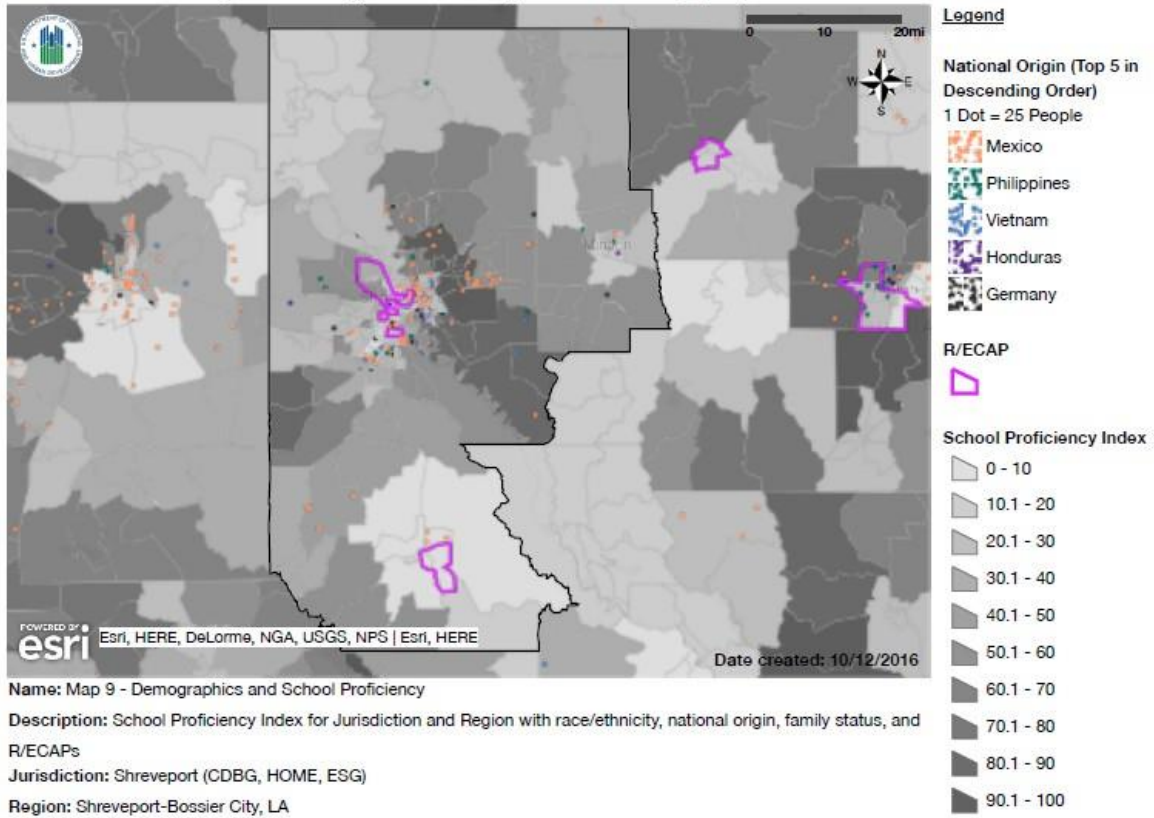 0 10 20mi
N
W E
S
POWERED BY
esri
Esri, HERE, DeLorme, NGA, USGS, NPS | Esri, HERE
Date created: 10/12/2016
Name: Map 9 - Demographics and School Proficiency
Description: School Proficiency Index for Jurisdiction and Region with race/ethnicity, national origin, family status, and
R/ECAPs
Jurisdiction: Shreveport (CDBG, HOME, ESG)
Region: Shreveport-Bossier City, LA
Legend
National Origin (Top 5 in
Descending Order)
1 Dot = 25 People
Mexico
Philippines
Vietnam
Honduras
Germany
R/ECAP
School Proficiency Index
0 - 10
10.1 - 20
20.1 - 30
30.1 - 40
40.1 - 50
50.1 - 60
60.1 - 70
70.1 - 80
80.1 - 90
90.1 - 100